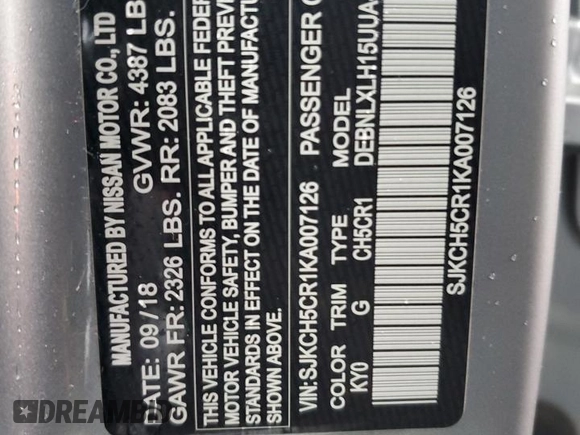 MANUFACTURED BY NISSAN MOTOR CO., LTD
DATE: 09/18 GVWR: 4387 LB
GAWR FR: 2326 LBS. RR: 2083 LBS.
THIS VEHICLE CONFORMS TO ALL APPLICABLE FEDER
MOTOR VEHICLE SAFETY, BUMPER AND THEFT PREVE
STANDARDS IN EFFECT ON THE DATE OF MANUFACTUR
SHOWN ABOVE.
VIN: SJKCH5CR1KA007126 PASSENGER C
COLOR TRIM TYPE MODEL
KY0 G CH5CR1 DEBNLXLH15UUA
SJKCH5CR1KA007126
DREAMBID